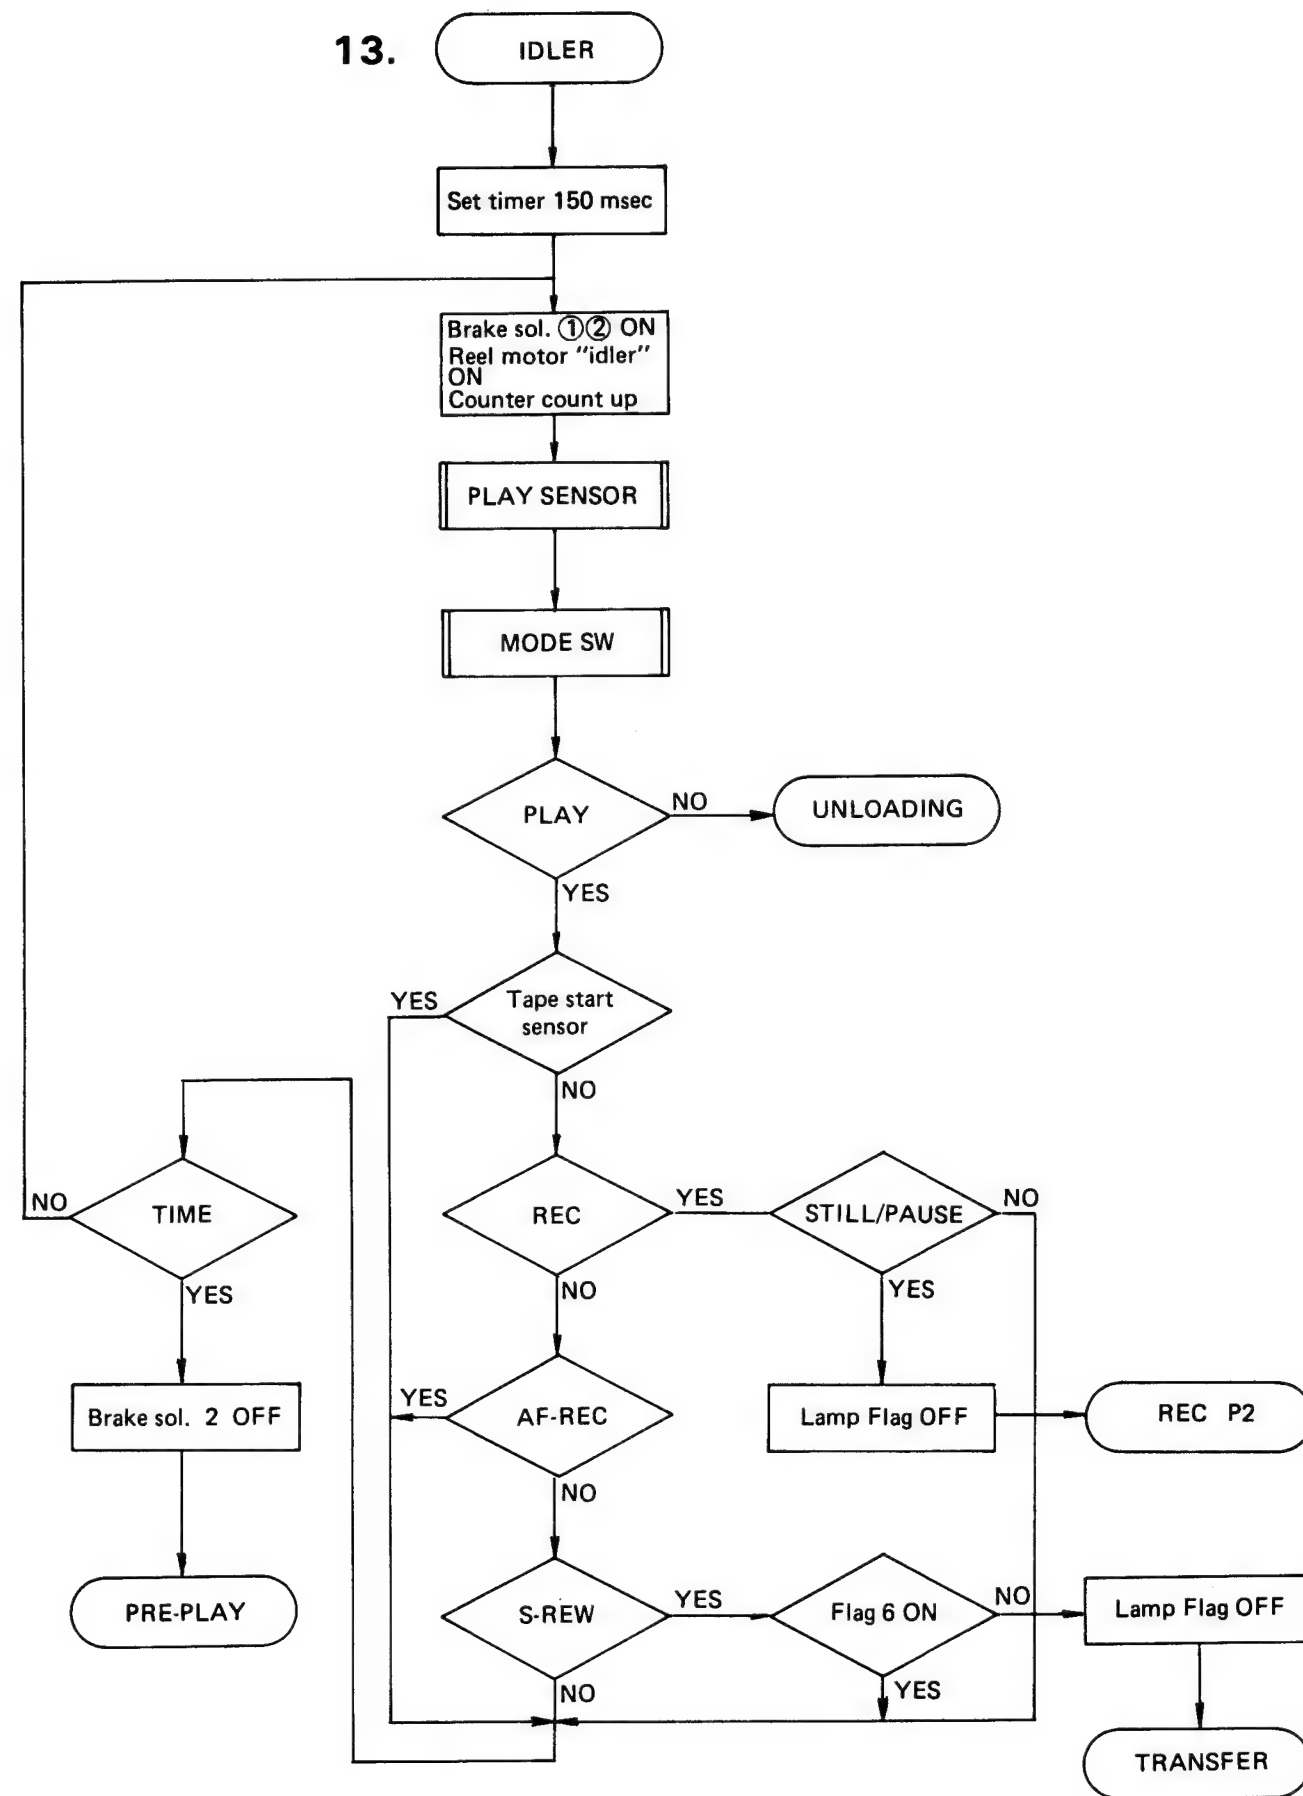 13.
IDLER
Set timer 150 msec
Brake sol. ①② ON
Reel motor "idler"
ON
Counter count up
PLAY SENSOR
MODE SW
PLAY
NO
UNLOADING
YES
YES
Tape start
sensor
NO
NO
TIME
REC
YES
STILL/PAUSE
NO
YES
NO
YES
Brake sol. 2 OFF
YES
AF-REC
Lamp Flag OFF
REC P2
NO
PRE-PLAY
S-REW
YES
Flag 6 ON
NO
Lamp Flag OFF
NO
YES
TRANSFER